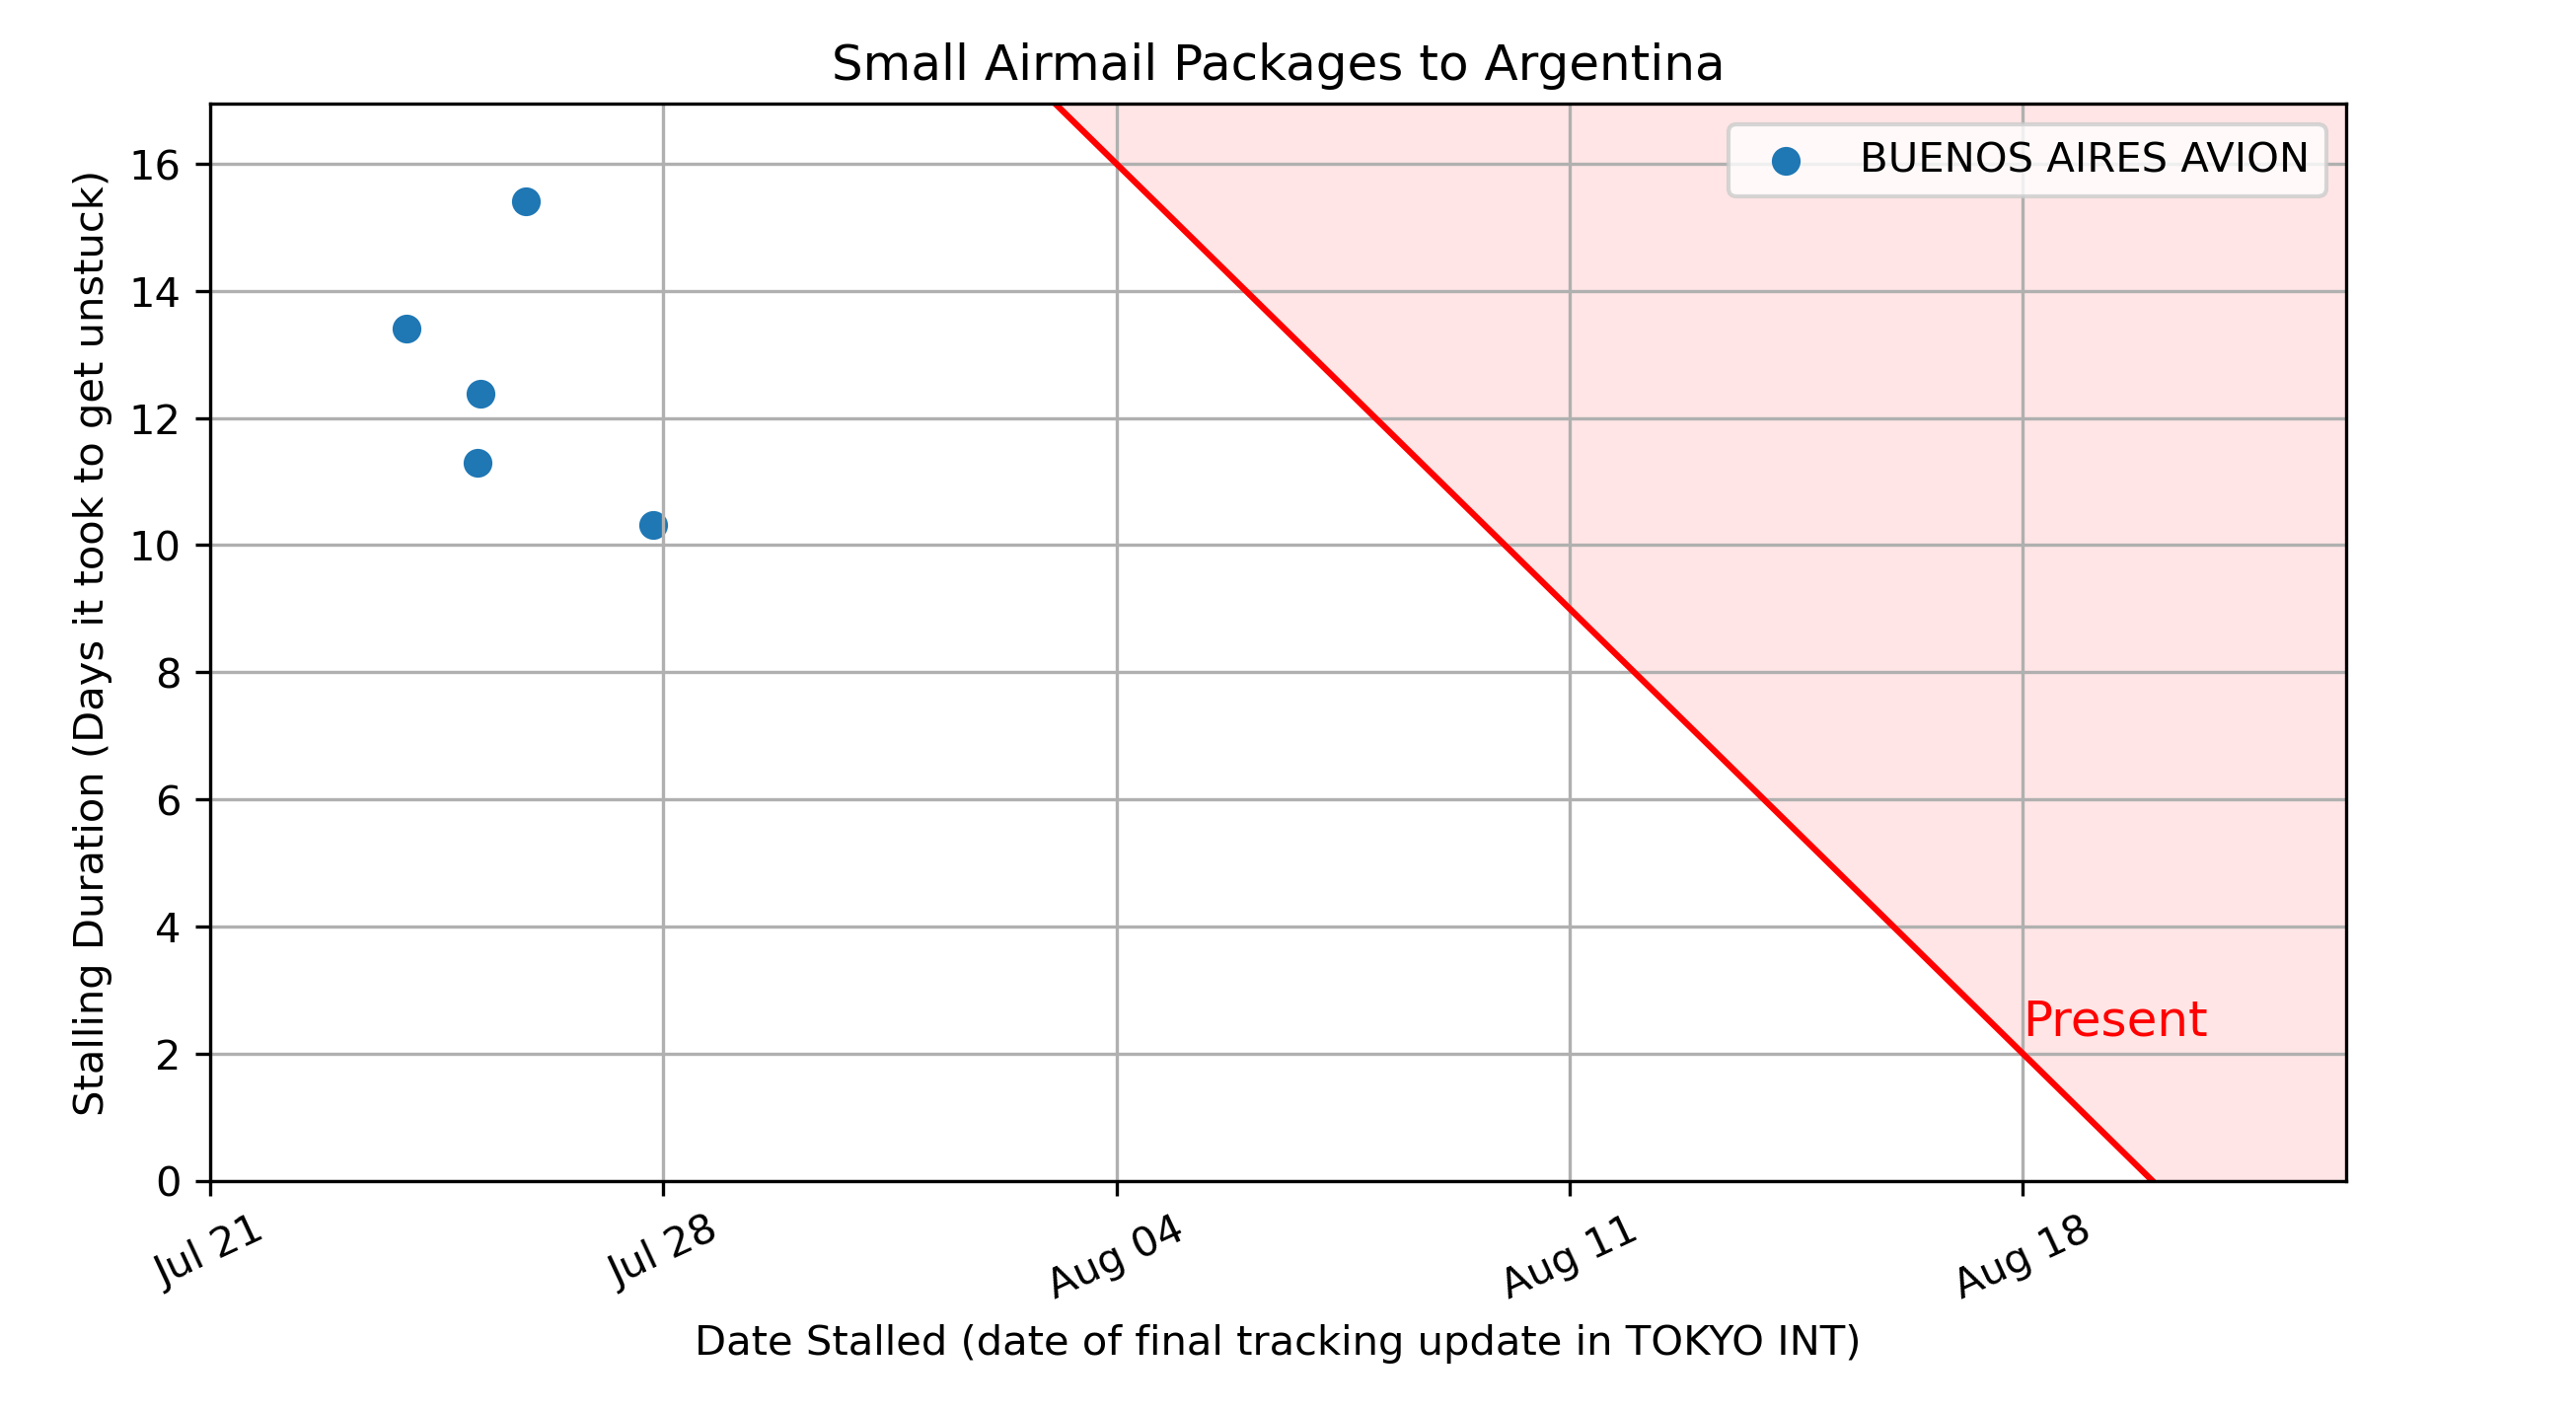 Small Airmail Packages to Argentina
BUENOS AIRES AVION
Stalling Duration (Days it took to get unstuck)
16
14
12
10
8
6
4
2
0
Present
Jul 21
Jul 28
Aug 04
Aug 11
Aug 18
Date Stalled (date of final tracking update in TOKYO INT)